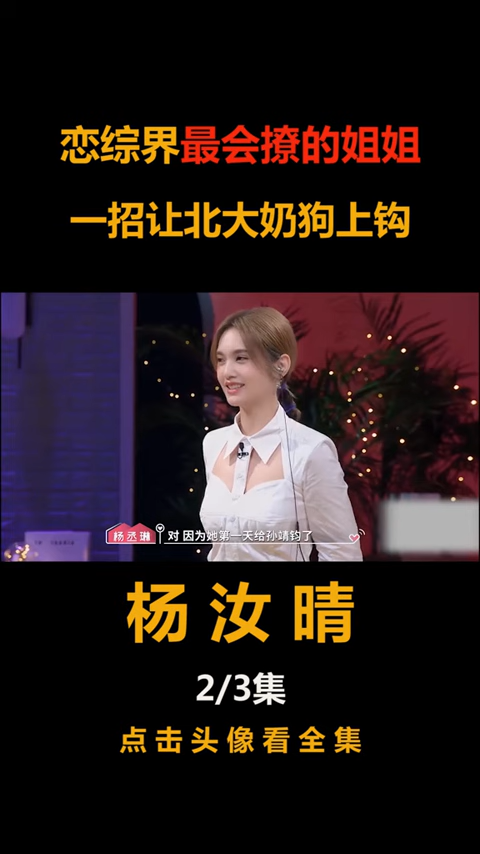 恋综界最会撩的姐姐
一招让北大奶狗上钩
杨丞琳 对 因为她第一天给孙靖钧了
杨汝晴
2/3集
点击头像看全集